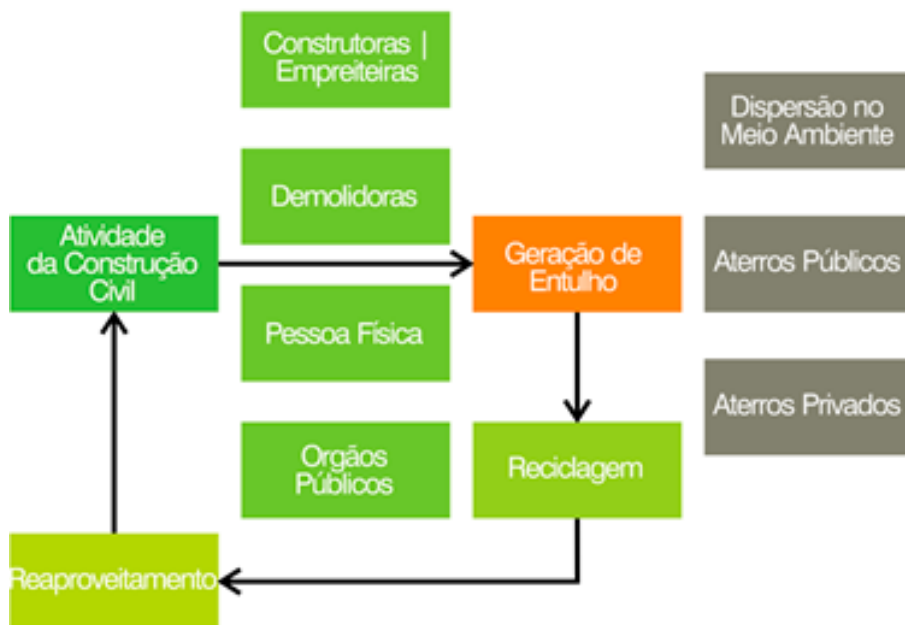 Construtoras |
Empreiteiras
Dispersão no
Meio Ambiente
Demolidoras
Atividade
da Construção
Civil
Geração de
Entulho
Aterros Públicos
Pessoa Física
Aterros Privados
Orgãos
Públicos
Reciclagem
Reaproveitamento